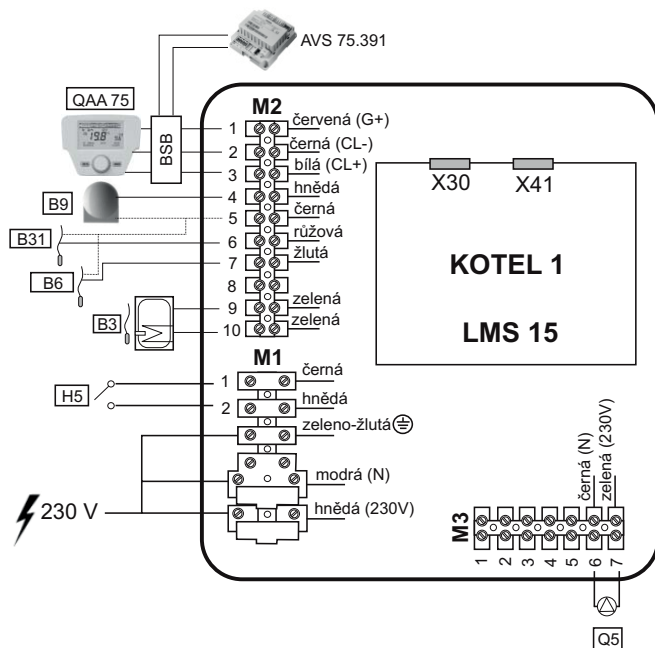 AVS 75.391
QAA 75
BSB
M2
1 červená (G+)
2 černá (CL-)
3 bílá (CL+)
B9
4 hnědá
5 černá
B31
6 růžová
B6
7 žlutá
8
9 zelená
B3
10 zelená
X30 X41
KOTEL 1
LMS 15
M1
1 černá
H5
2 hnědá
zeleno-žlutá
modrá (N)
230 V
hnědá (230V)
černá (N)
zelená (230V)
M3
1 2 3 4 5 6 7
Q5